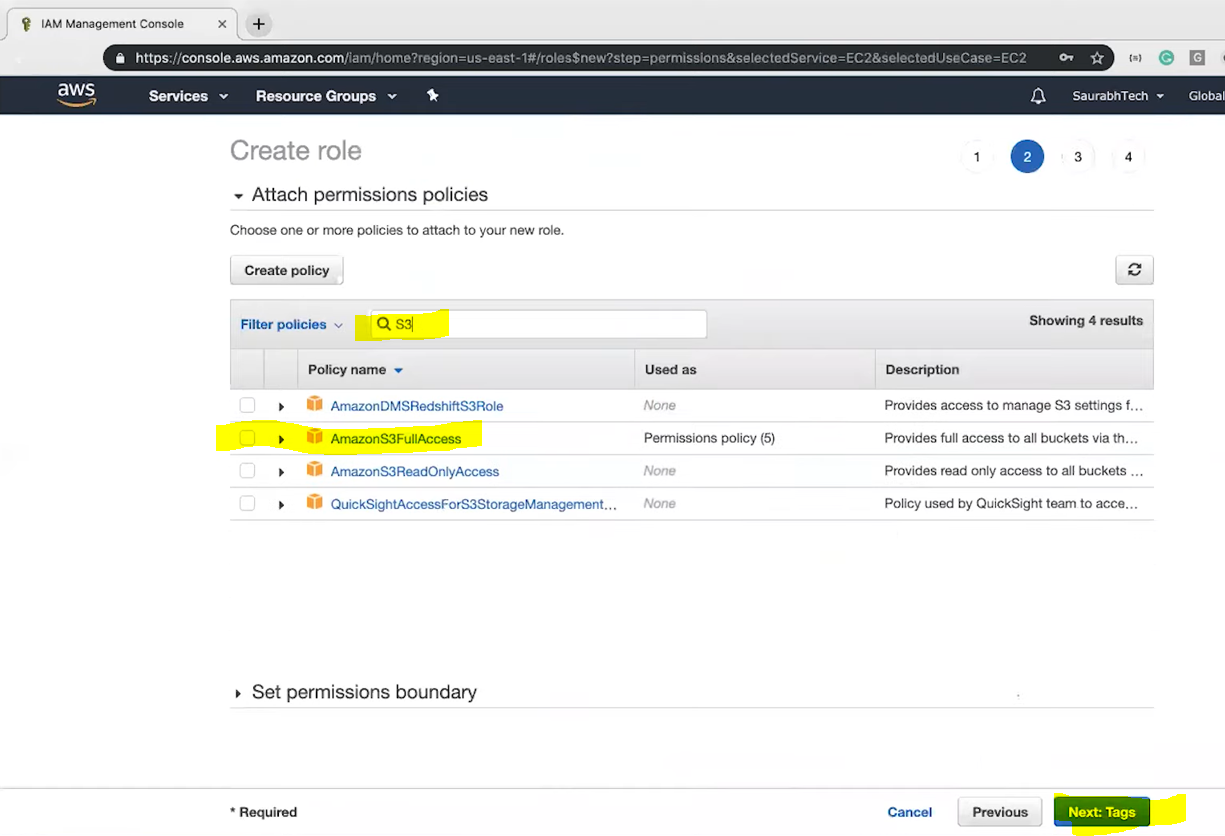 IAM Management Console
https://console.aws.amazon.com/iam/home?region=us-east-1#/roles$new?step=permissions&selectedService=EC2&selectedUseCase=EC2
aws Services Resource Groups SaurabhTech Global
Create role 1 2 3 4
Attach permissions policies
Choose one or more policies to attach to your new role.
Create policy
Filter policies S3 Showing 4 results
Policy name Used as Description
AmazonDMSRedshiftS3Role None Provides access to manage S3 settings f...
AmazonS3FullAccess Permissions policy (5) Provides full access to all buckets via th...
AmazonS3ReadOnlyAccess None Provides read only access to all buckets ...
QuickSightAccessForS3StorageManagement... None Policy used by QuickSight team to acce...
Set permissions boundary
* Required Cancel Previous Next: Tags